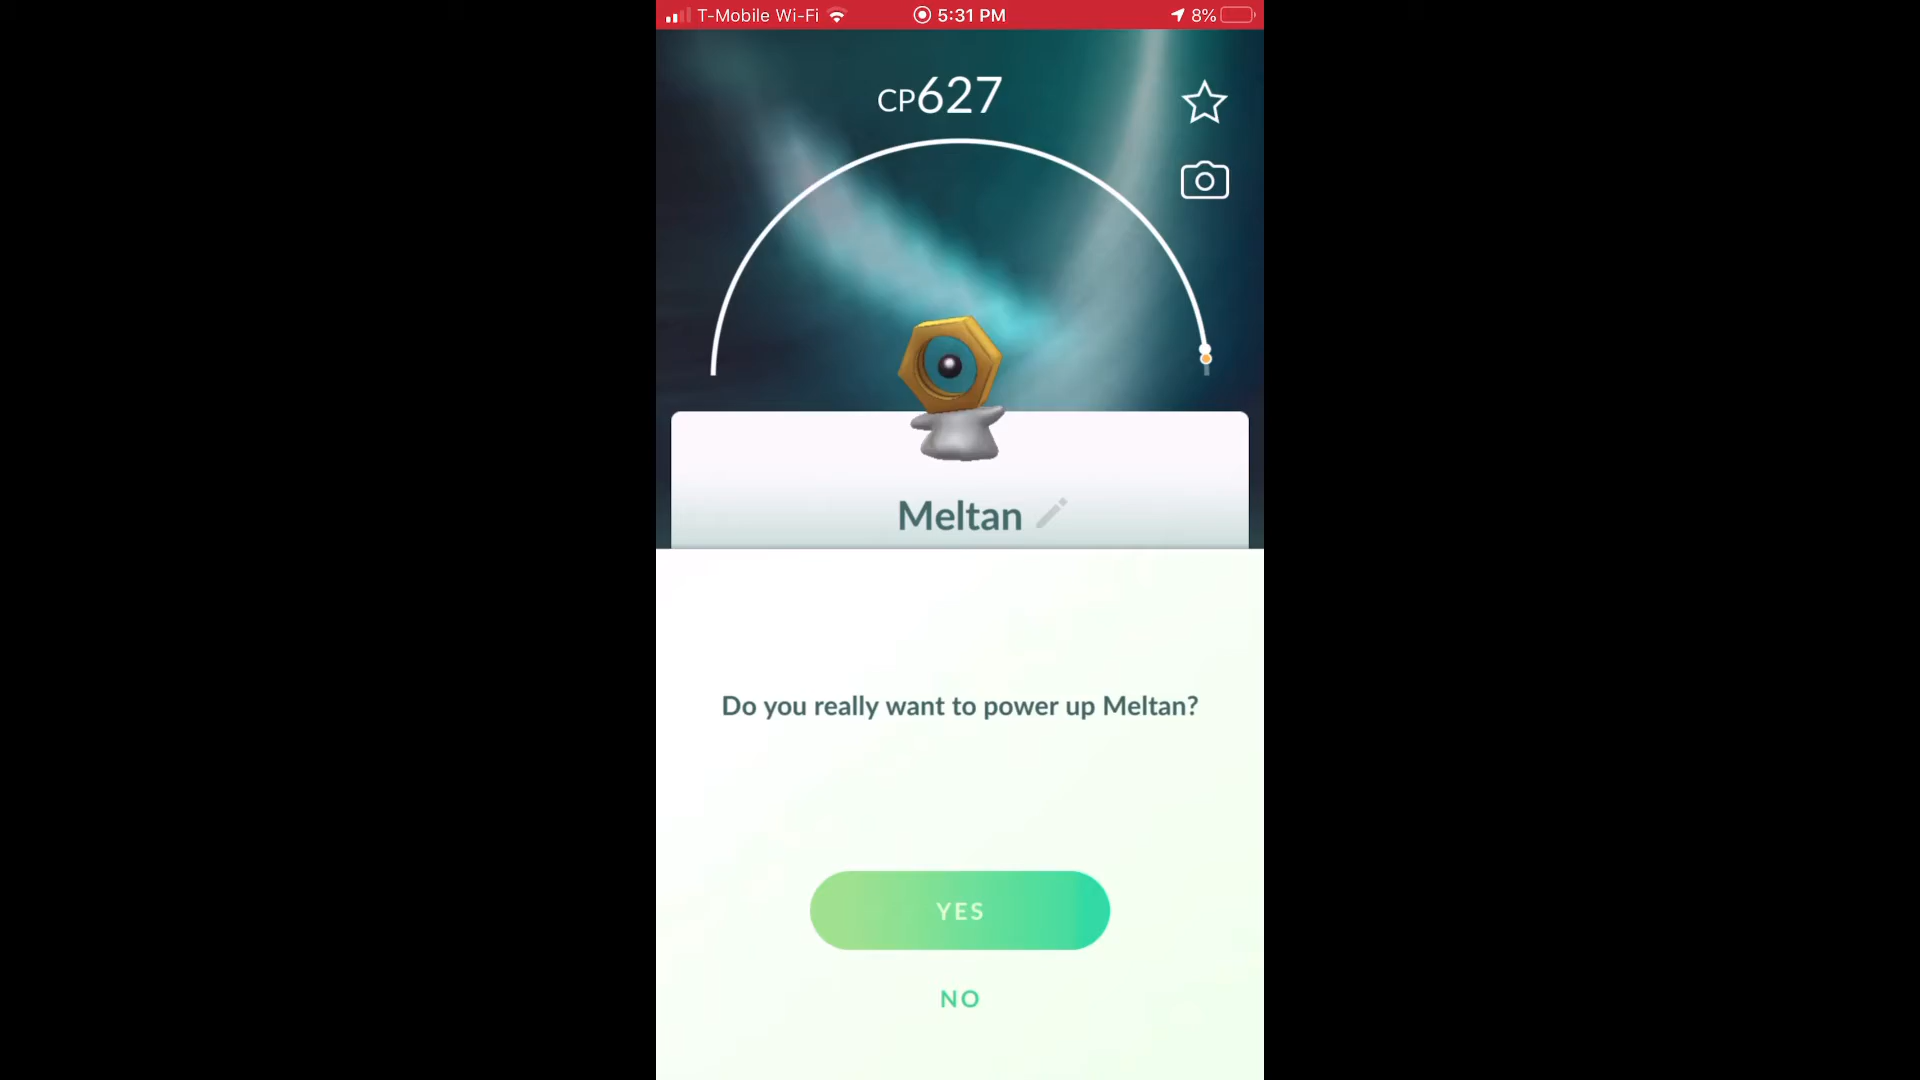 T-Mobile Wi-Fi 5:31 PM 8%
CP627
Meltan
Do you really want to power up Meltan?
YES
NO